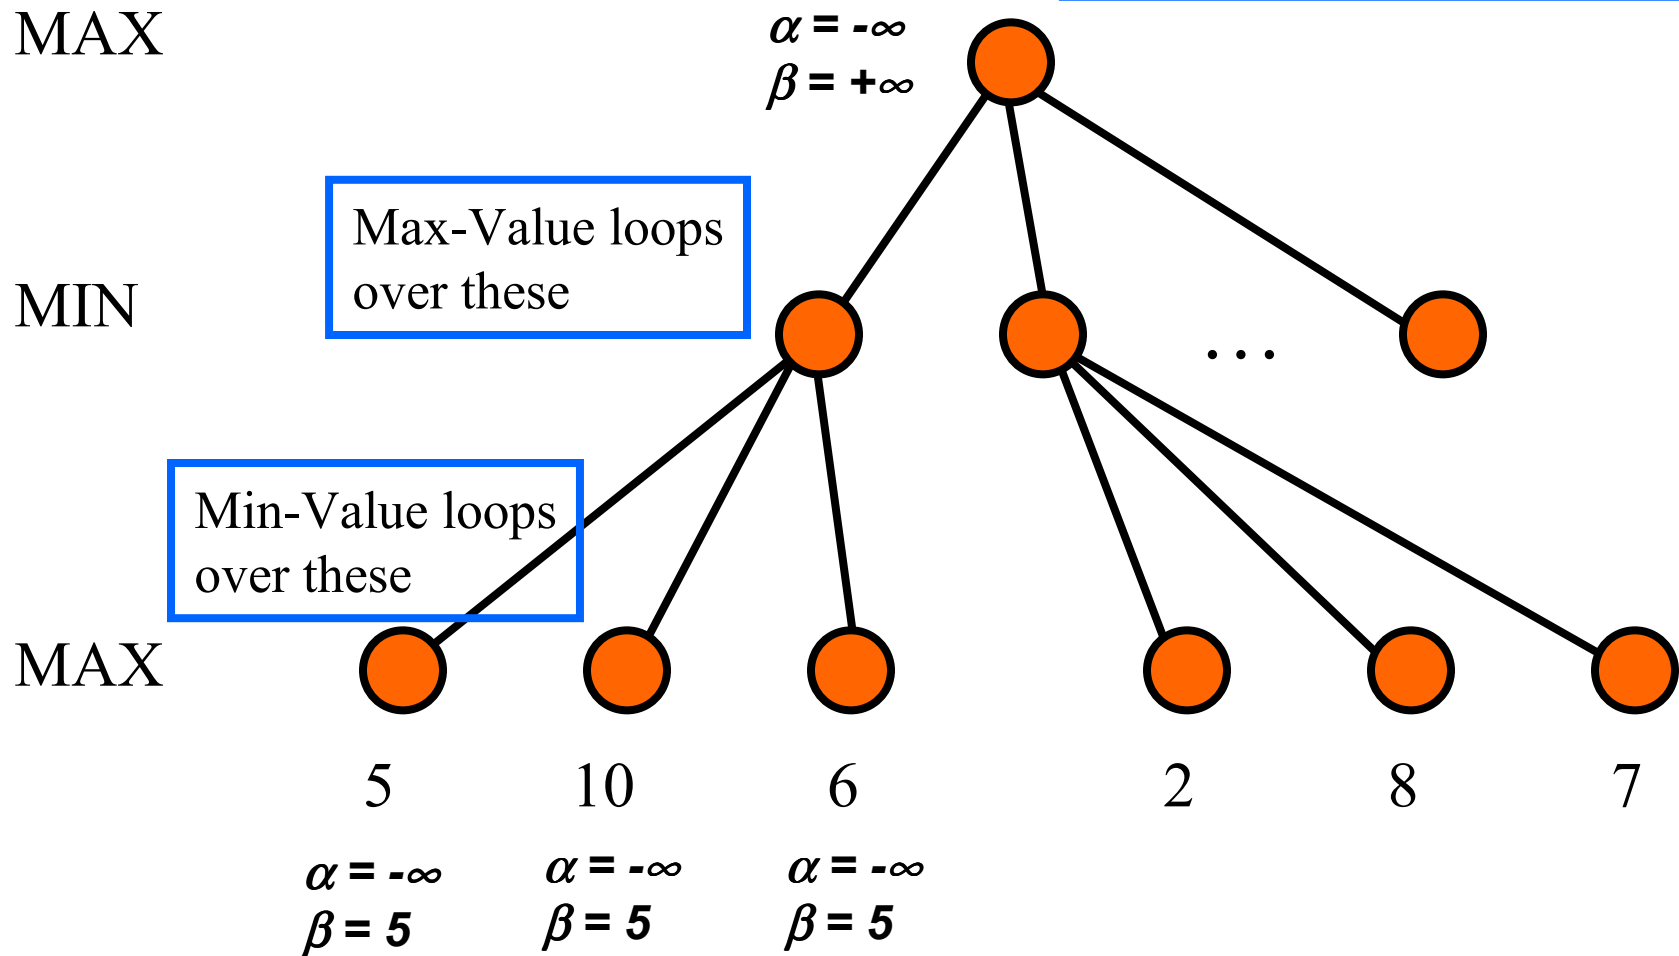 MAX
α = -∞
β = +∞
Max-Value loops
over these
MIN
...
Min-Value loops
over these
MAX
5 10 6 2 8 7
α = -∞ α = -∞ α = -∞
β = 5 β = 5 β = 5